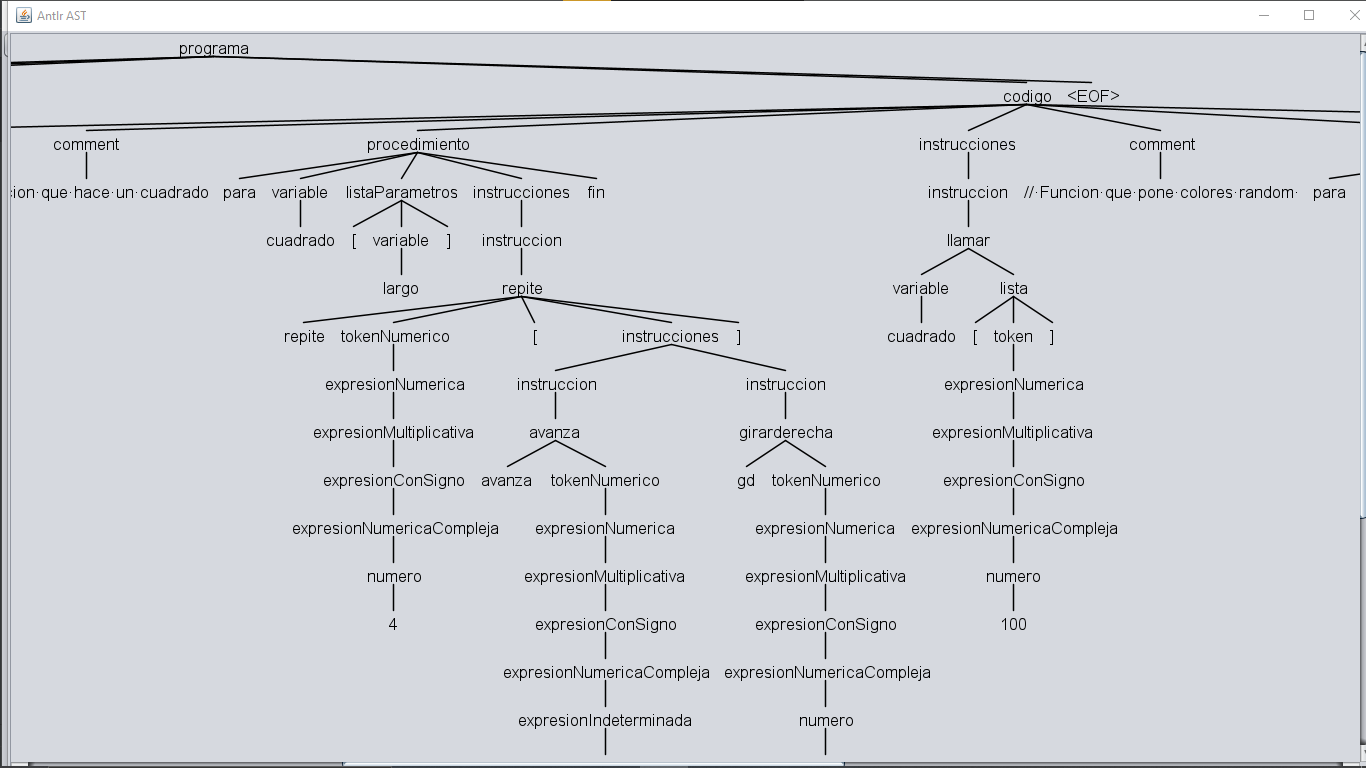 Antlr AST
programa
codigo <EOF>
comment procedimiento instrucciones comment
cion·que·hace·un·cuadrado para variable listaParametros instrucciones fin instruccion //·Funcion·que·pone·colores·random· para
cuadrado [ variable ] instruccion llamar
largo repite variable lista
repite tokenNumerico [ instrucciones ] cuadrado [ token ]
expresionNumerica instruccion instruccion expresionNumerica
expresionMultiplicativa avanza girarderecha expresionMultiplicativa
expresionConSigno avanza tokenNumerico gd tokenNumerico expresionConSigno
expresionNumericaCompleja expresionNumerica expresionNumerica expresionNumericaCompleja
numero expresionMultiplicativa expresionMultiplicativa numero
4 expresionConSigno expresionConSigno 100
expresionNumericaCompleja expresionNumericaCompleja
expresionIndeterminada numero